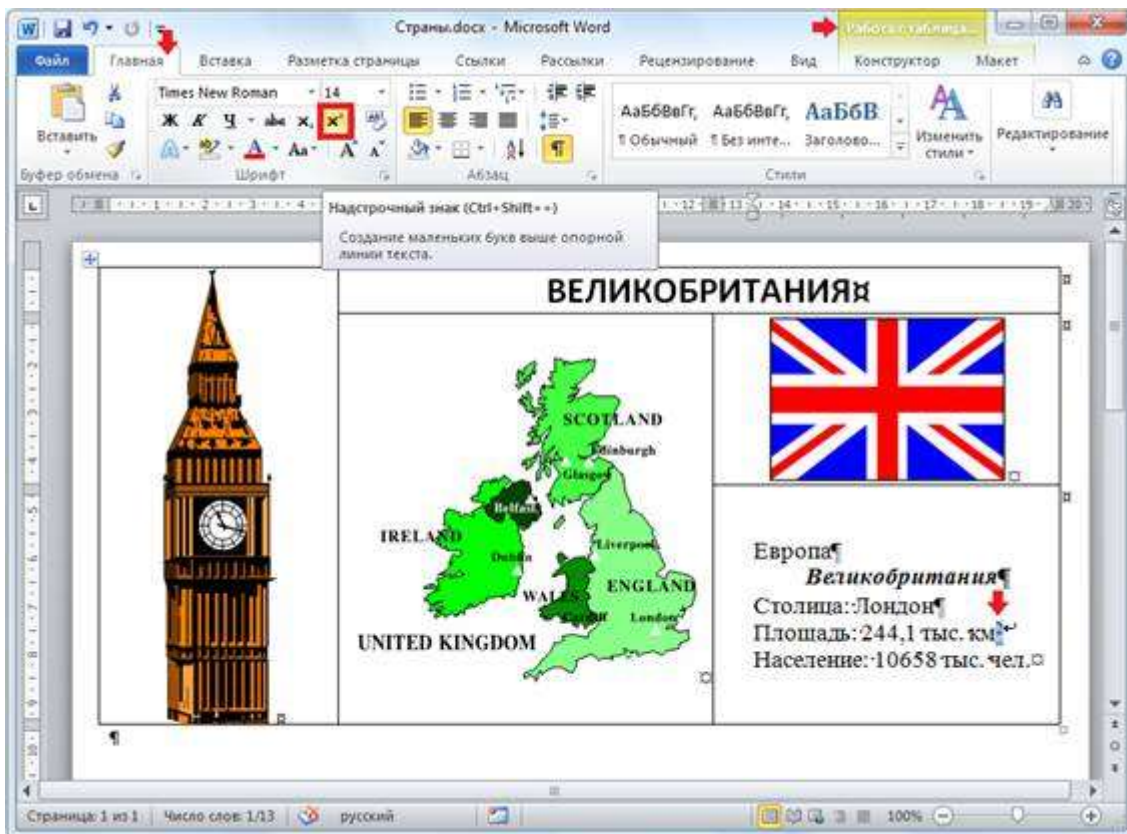 Страны.docx - Microsoft Word
Работа с таблица...
Файл Главная Вставка Разметка страницы Ссылки Рассылки Рецензирование Вид Конструктор Макет
Times New Roman 14
Ж К Ч abc x, x²
Aa A A
Вставить
АаБбВвГг, АаБбВвГг, АаБбВ
¶ Обычный ¶ Без инте... Заголово...
Изменить стили
Редактирование
Буфер обмена Шрифт Абзац Стили
Надстрочный знак (Ctrl+Shift++)
Создание маленьких букв выше опорной
линии текста.
ВЕЛИКОБРИТАНИЯ¤
SCOTLAND
Edinburgh
Glasgow
Belfast
IRELAND
Dublin
Liverpool
ENGLAND
WALES
Cardiff
London
UNITED KINGDOM
Европа¶
Великобритания¶
Столица:·Лондон¶
Площадь:·244,1 тыс. км²
Население:·10658 тыс. чел.¤
Страница: 1 из 1 Число слов: 1/13 русский 100%